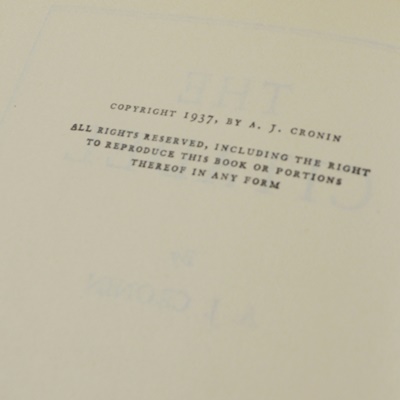 COPYRIGHT 1937, BY A. J. CRONIN
ALL RIGHTS RESERVED, INCLUDING THE RIGHT
TO REPRODUCE THIS BOOK OR PORTIONS
THEREOF IN ANY FORM